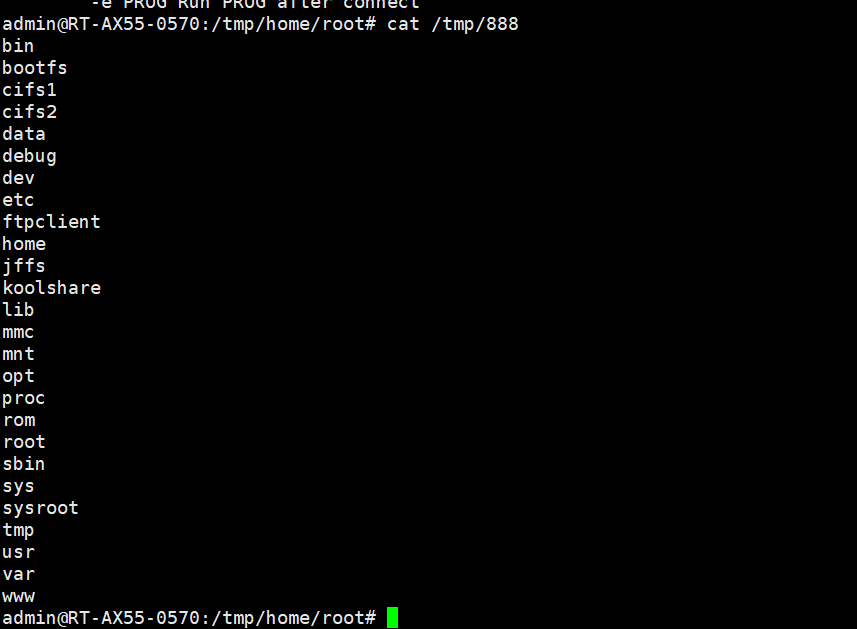 -e PROG Run PROG after connect
admin@RT-AX55-0570:/tmp/home/root# cat /tmp/888
bin
bootfs
cifs1
cifs2
data
debug
dev
etc
ftpclient
home
jffs
koolshare
lib
mmc
mnt
opt
proc
rom
root
sbin
sys
sysroot
tmp
usr
var
www
admin@RT-AX55-0570:/tmp/home/root#